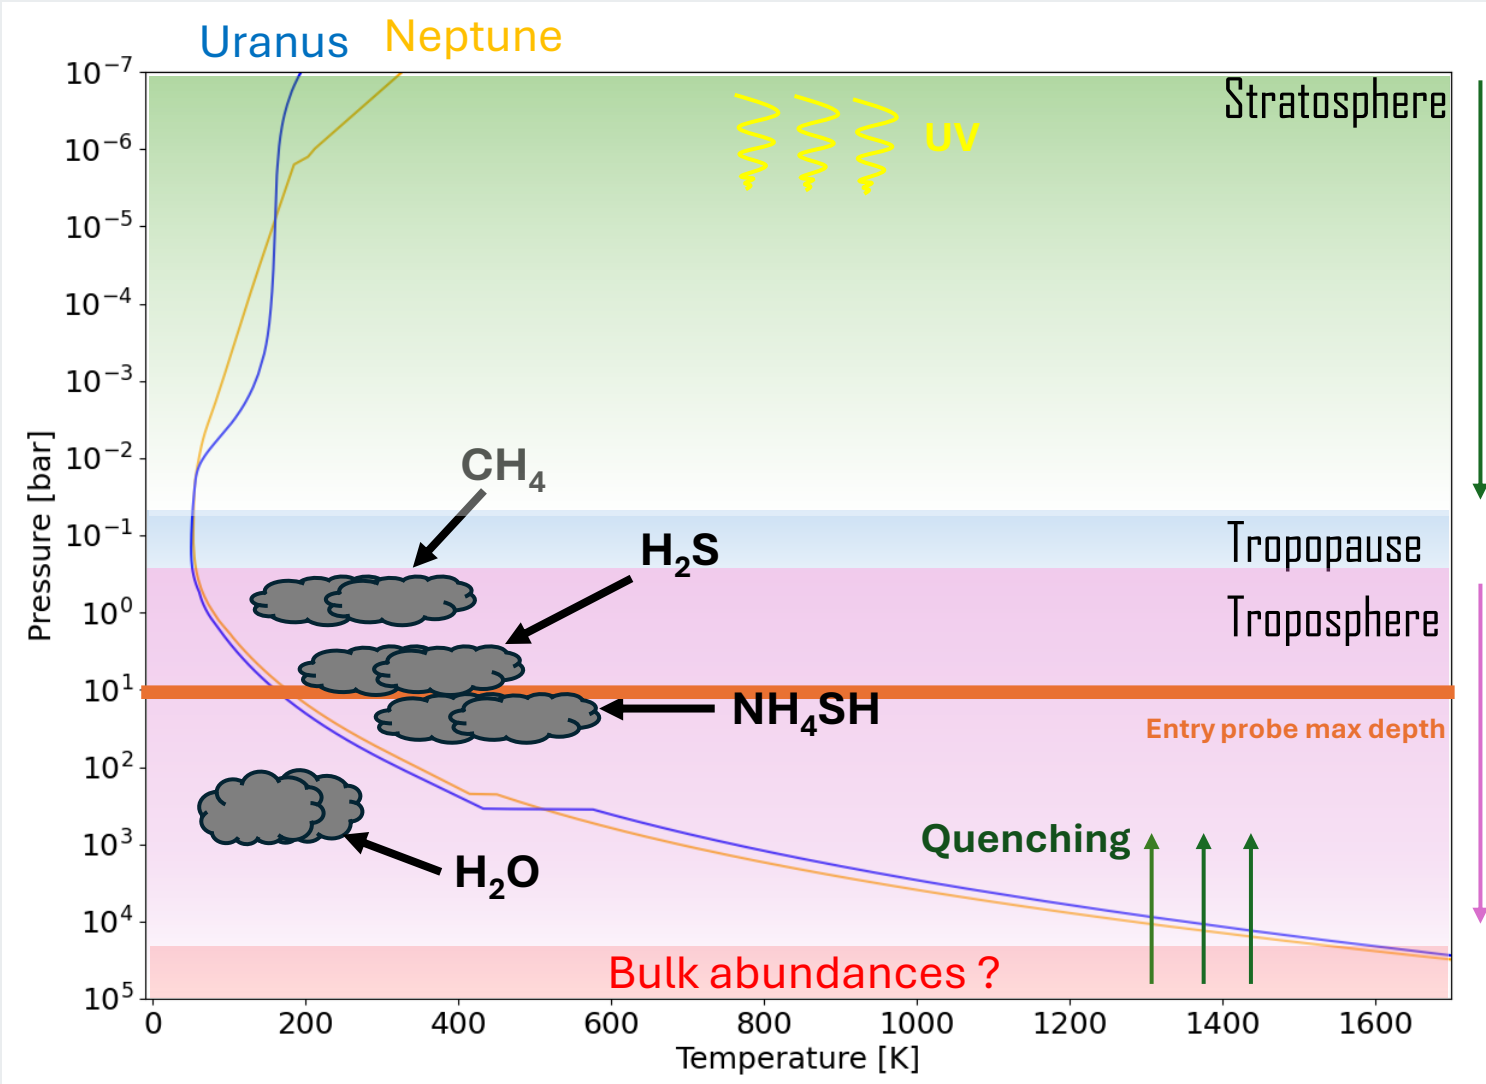 Uranus Neptune
10⁻⁷
Stratosphere
UV
10⁻⁶
10⁻⁵
10⁻⁴
10⁻³
10⁻²
CH₄
10⁻¹
Tropopause
H₂S
10⁰
Troposphere
10¹
NH₄SH
Entry probe max depth
10²
10³
Quenching
H₂O
10⁴
Bulk abundances ?
10⁵
Pressure [bar]
0 200 400 600 800 1000 1200 1400 1600
Temperature [K]